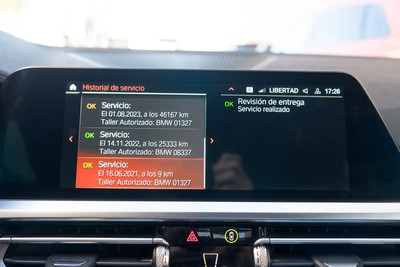 Historial de servicio
LIBERTAD 17:26
OK Servicio:
El 01.08.2023, a los 46167 km
Taller Autorizado: BMW 01327
OK Servicio:
El 14.11.2022, a los 25333 km
Taller Autorizado: BMW 08337
OK Servicio:
El 16.06.2021, a los 9 km
Taller Autorizado: BMW 01327
OK Revisión de entrega
Servicio realizado